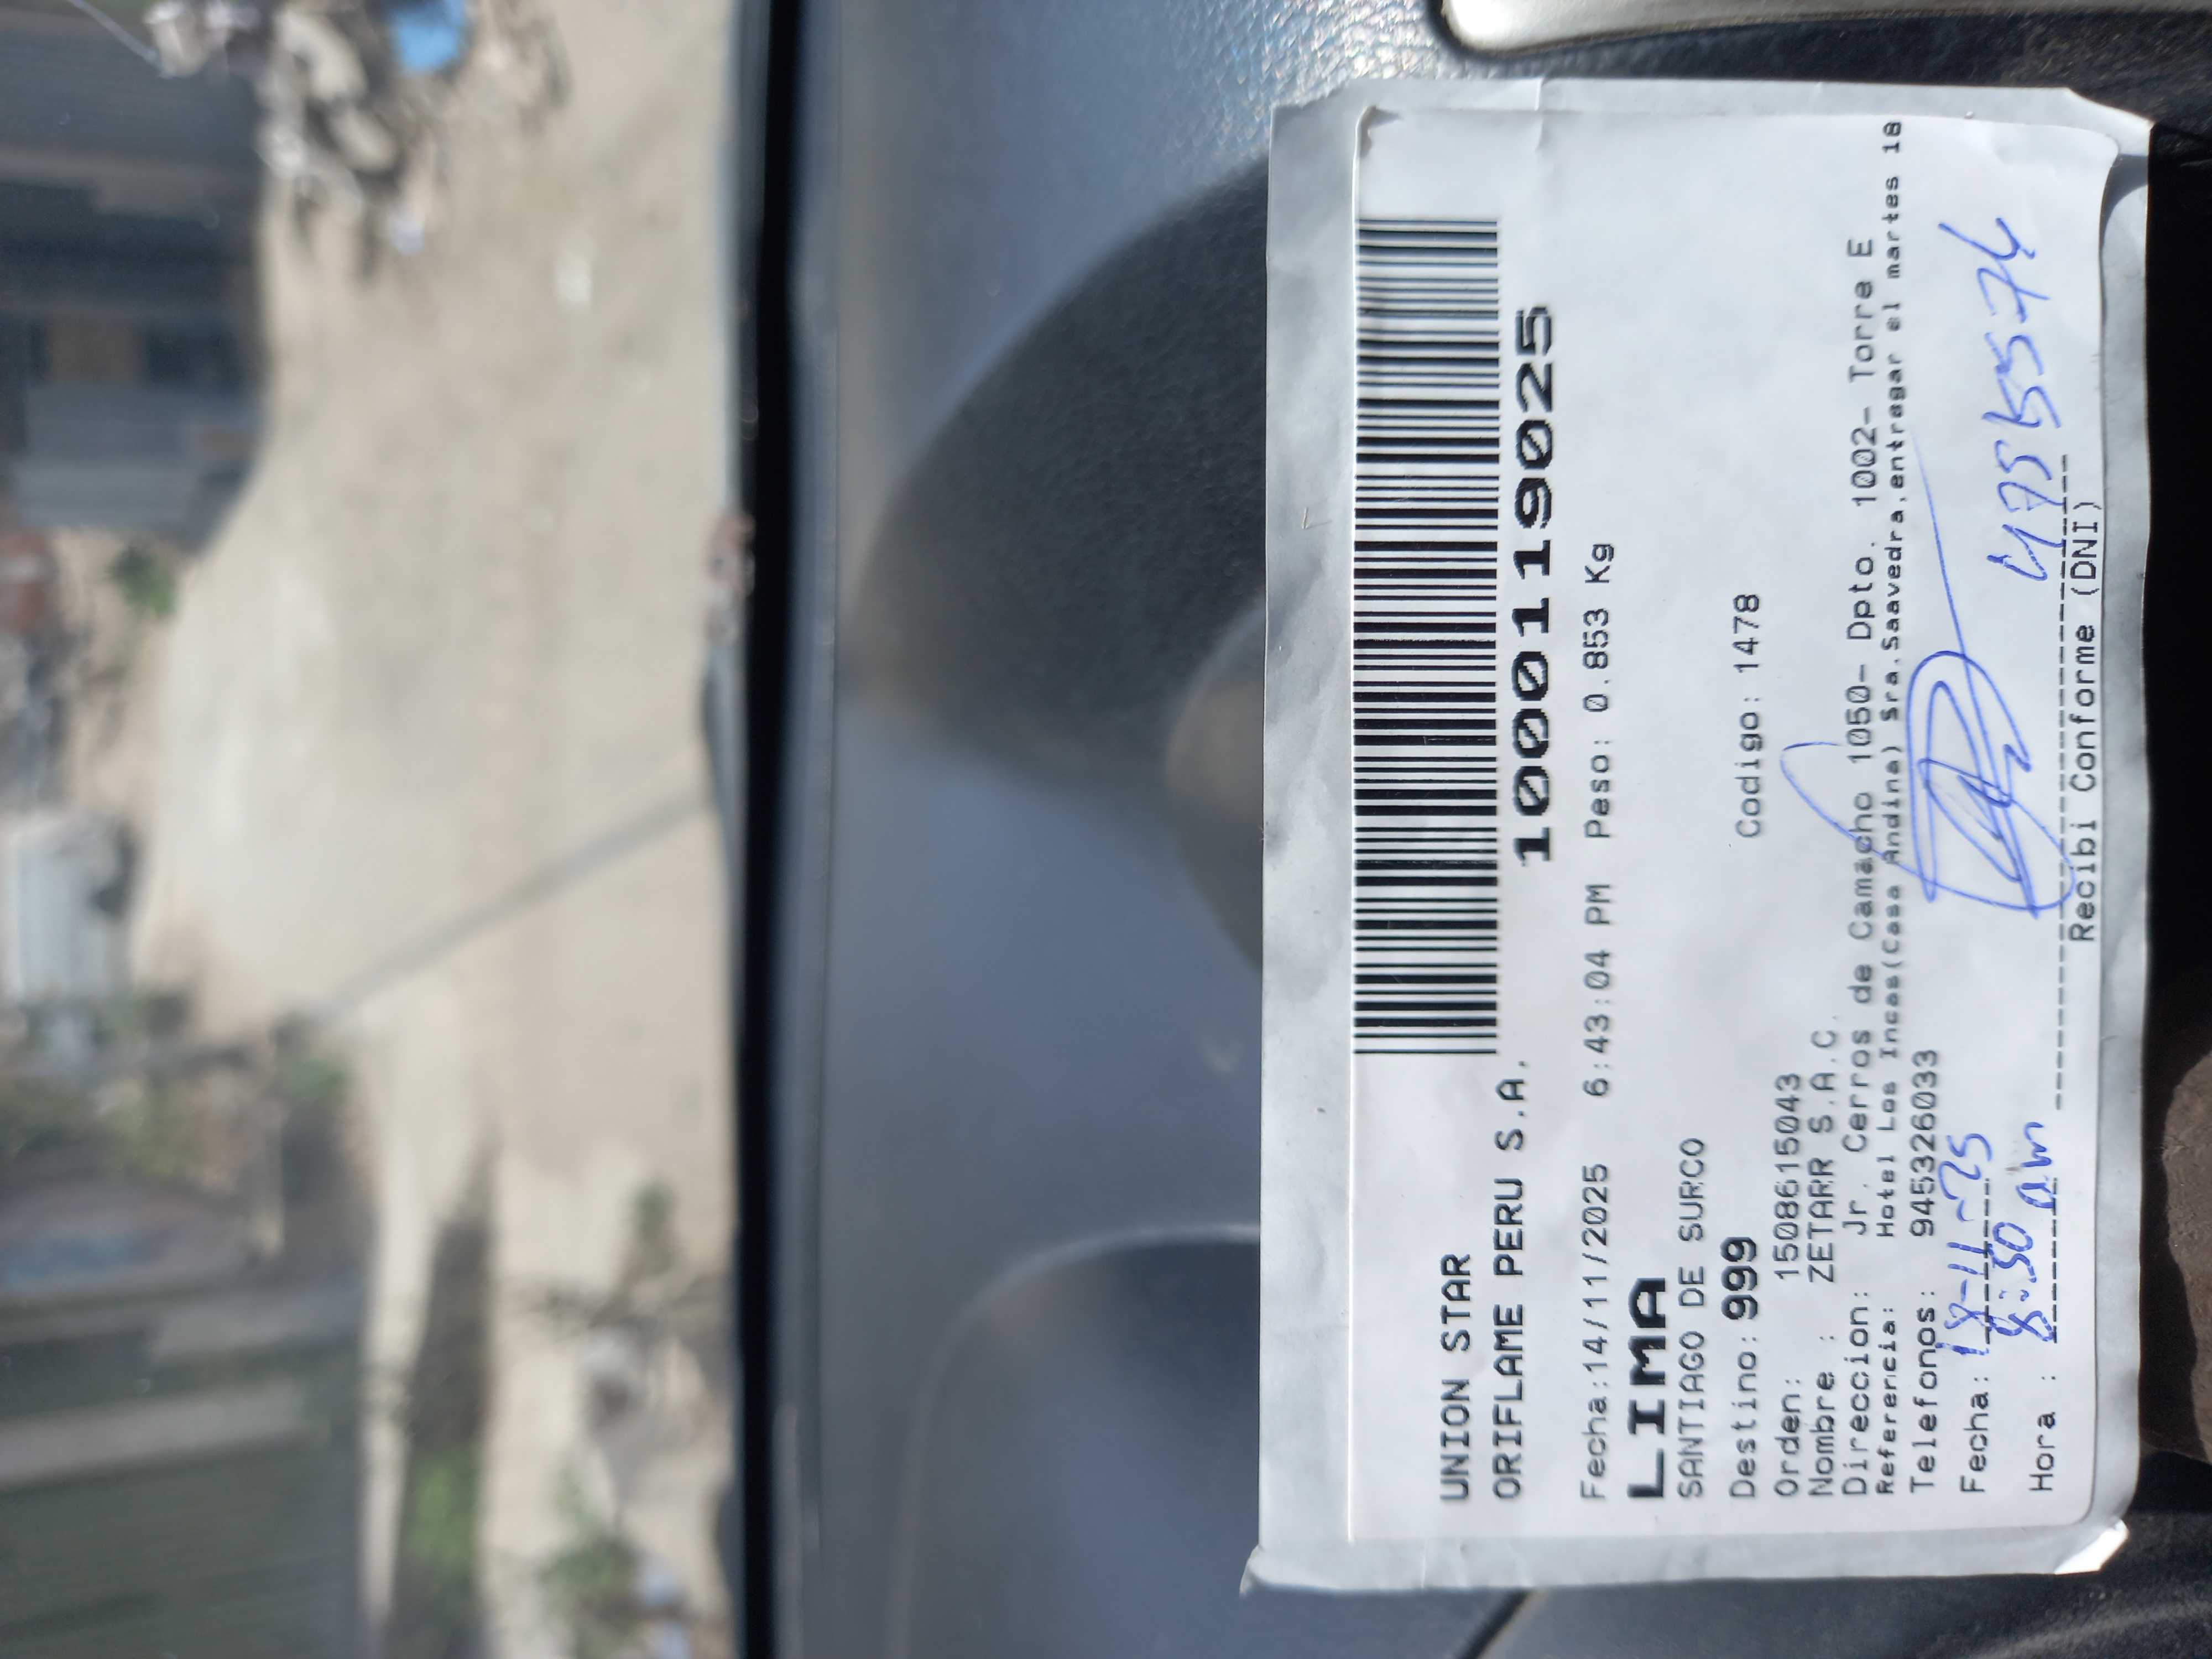 UNION STAR
ORIFLAME PERU S.A.
1000119025
Fecha:14/11/2025 6:43:04 PM Peso: 0.853 Kg
LIMA
SANTIAGO DE SURCO
Destino: 999 Codigo: 1478
Orden: 1508615043
Nombre : ZETARR S.A.C.
Direccion: Jr. Cerros de Camacho 1050- Dpto. 1002- Torre E
Referencia: Hotel Los Incas(Casa Andina) Sra.Saavedra,entregar el martes 18
Telefonos: 945326033
Fecha: 18-11-25
Hora : 8:50 am
Recibi Conforme (DNI)